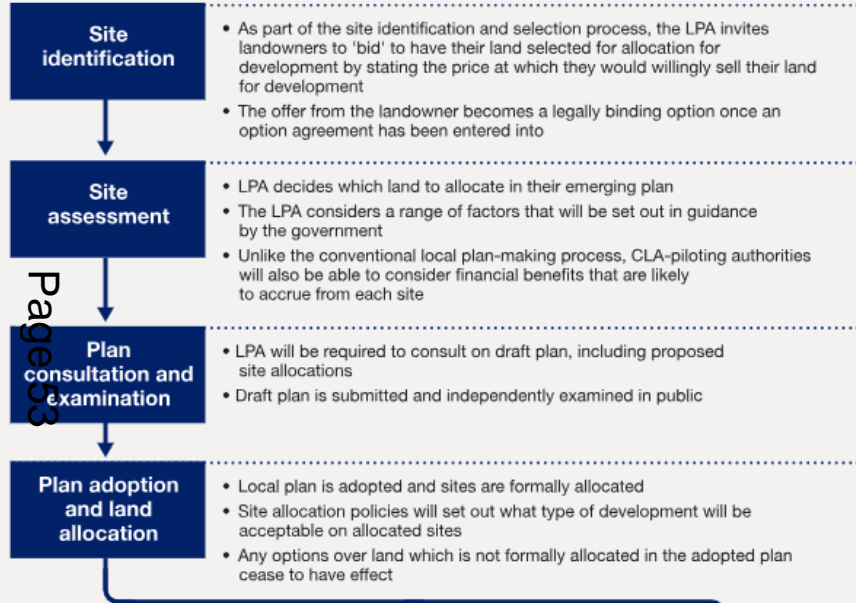 Site
identification
• As part of the site identification and selection process, the LPA invites
landowners to 'bid' to have their land selected for allocation for
development by stating the price at which they would willingly sell their land
for development
• The offer from the landowner becomes a legally binding option once an
option agreement has been entered into
Site
assessment
• LPA decides which land to allocate in their emerging plan
• The LPA considers a range of factors that will be set out in guidance
by the government
• Unlike the conventional local plan-making process, CLA-piloting authorities
will also be able to consider financial benefits that are likely
to accrue from each site
Page 53
Plan
consultation and
examination
• LPA will be required to consult on draft plan, including proposed
site allocations
• Draft plan is submitted and independently examined in public
Plan adoption
and land
allocation
• Local plan is adopted and sites are formally allocated
• Site allocation policies will set out what type of development will be
acceptable on allocated sites
• Any options over land which is not formally allocated in the adopted plan
cease to have effect